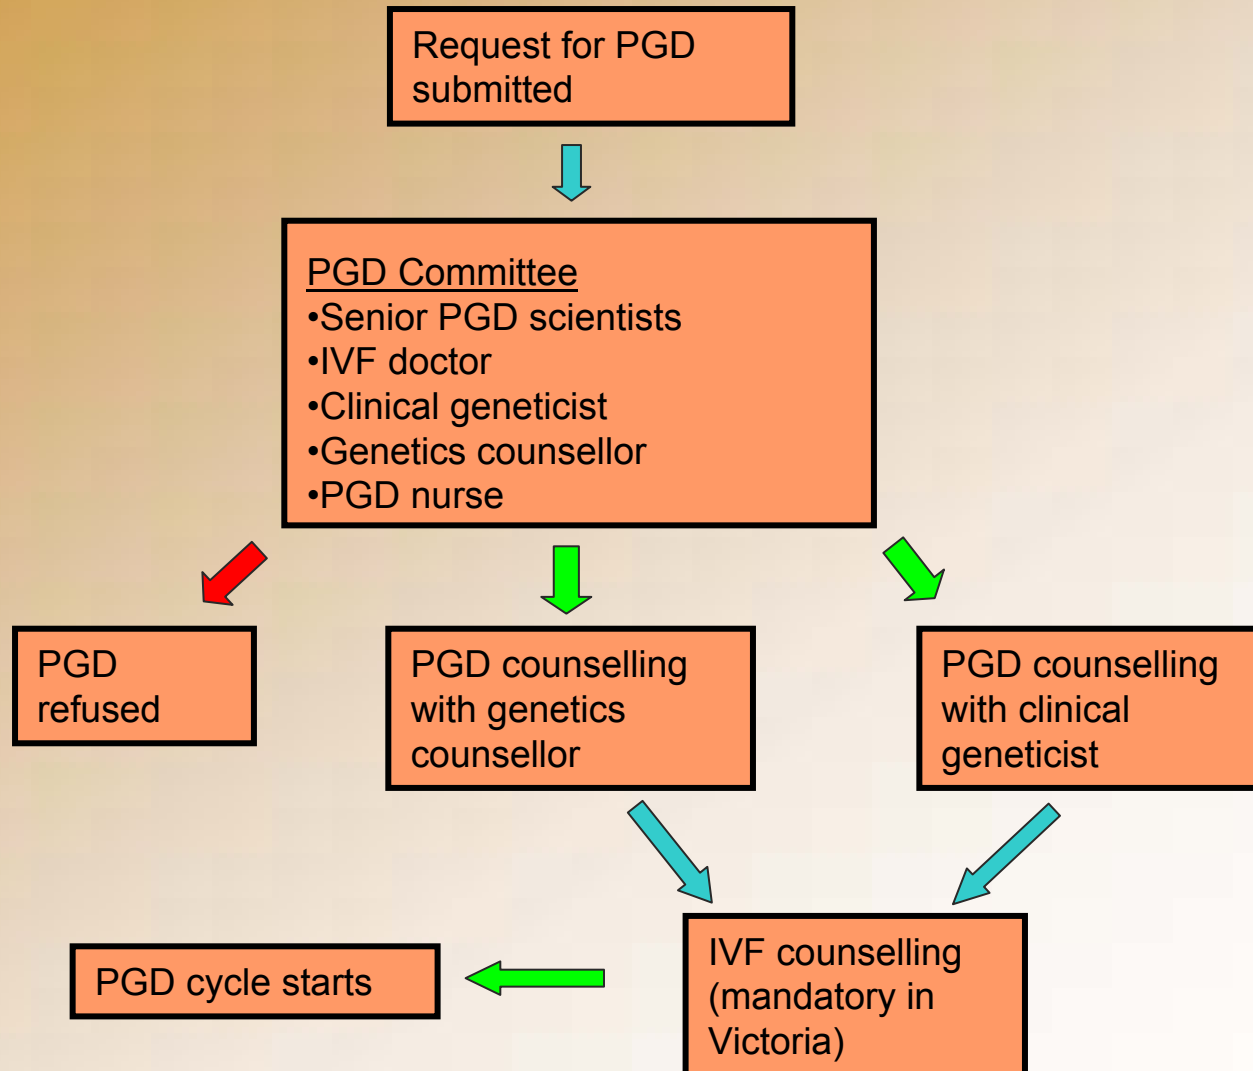 Request for PGD
submitted
PGD Committee
•Senior PGD scientists
•IVF doctor
•Clinical geneticist
•Genetics counsellor
•PGD nurse
PGD
refused
PGD counselling
with genetics
counsellor
PGD counselling
with clinical
geneticist
PGD cycle starts
IVF counselling
(mandatory in
Victoria)